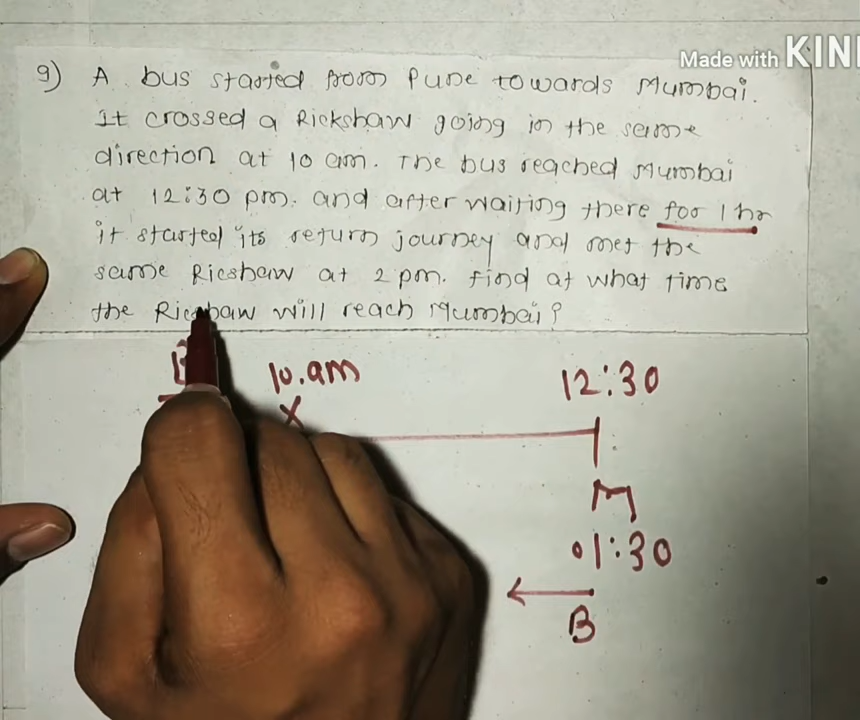 Made with KIN
9) A bus started from Pune towards Mumbai.
It crossed a Rickshaw going in the same
direction at 10 am. The bus reached Mumbai
at 12:30 pm. and after waiting there for 1 hr
it started its return journey and met the
same Ricshaw at 2 pm. find at what time
the Ricshaw will reach Mumbai?
10.am
12:30
X
M
01:30
B